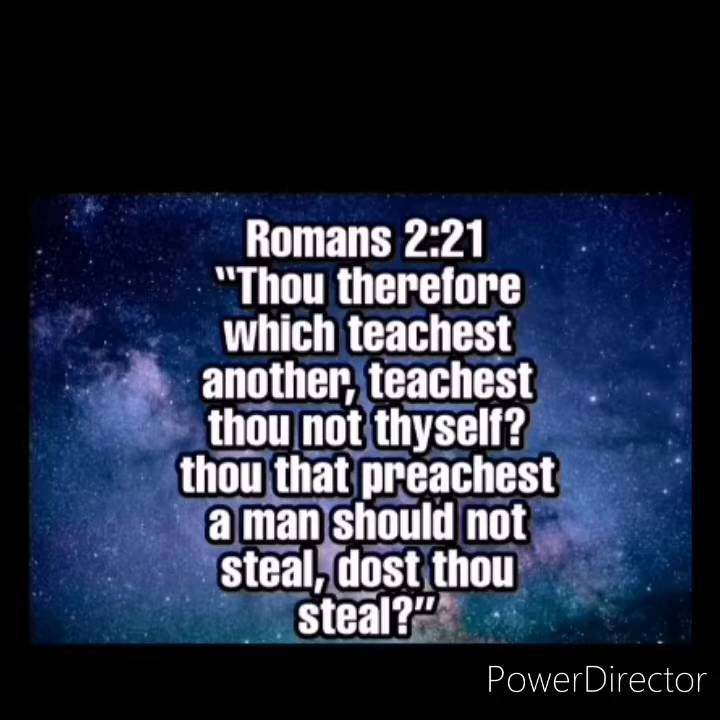 Romans 2:21
"Thou therefore
which teachest
another, teachest
thou not thyself?
thou that preachest
a man should not
steal, dost thou
steal?"
PowerDirector